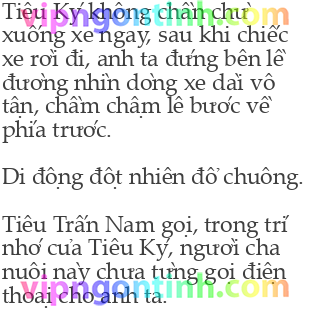 Tiêu Ký không chần chừ
vipngontinh.com
xuống xe ngay, sau khi chiếc
xe rời đi, anh ta đứng bên lề
đường nhìn dòng xe dài vô
tận, chầm chậm lê bước về
phía trước.
Di động đột nhiên đổ chuông.
Tiêu Trấn Nam gọi, trong trí
nhớ của Tiêu Ký, người cha
nuôi này chưa từng gọi điện
vipngontinh.com
thoại cho anh ta.